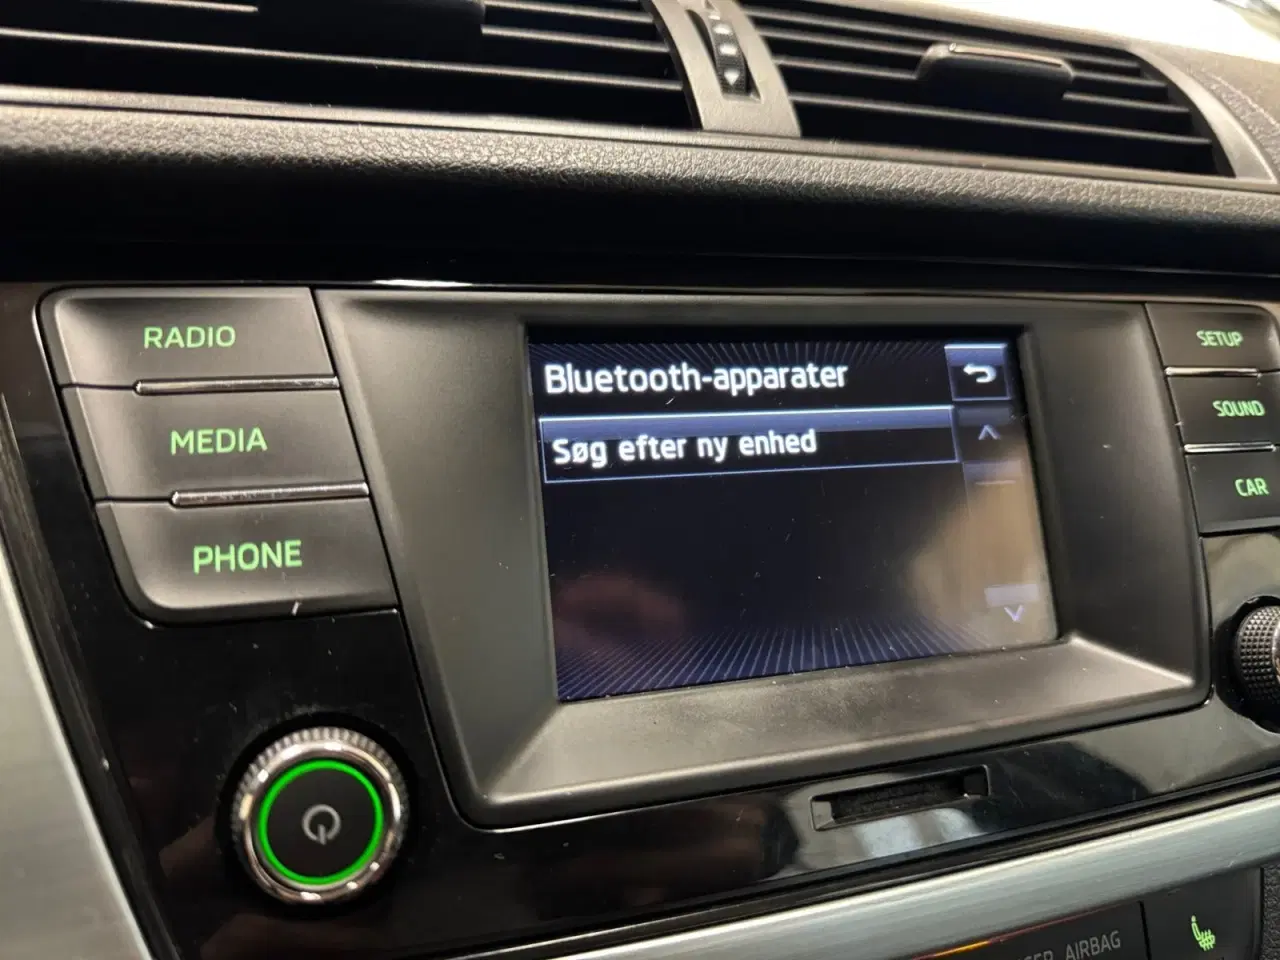 RADIO
MEDIA
PHONE
Bluetooth-apparater
Søg efter ny enhed
SETUP
SOUND
CAR
AIRBAG